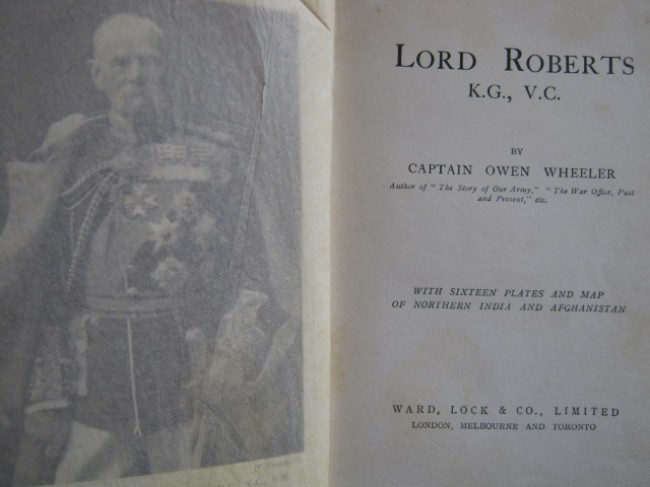 LORD ROBERTS
K.G., V.C.
BY
CAPTAIN OWEN WHEELER
Author of "The Story of Our Army," "The War Office, Past
and Present," etc.
WITH SIXTEEN PLATES AND MAP
OF NORTHERN INDIA AND AFGHANISTAN
WARD, LOCK & CO., LIMITED
LONDON, MELBOURNE AND TORONTO